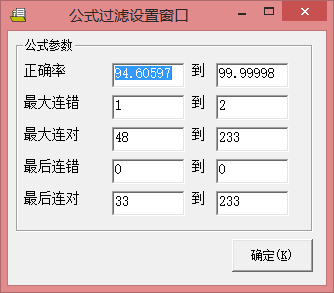 公式过滤设置窗口
公式参数
正确率 94.60597 到 99.99998
最大连错 1 到 2
最大连对 48 到 233
最后连错 0 到 0
最后连对 33 到 233
确定(K)